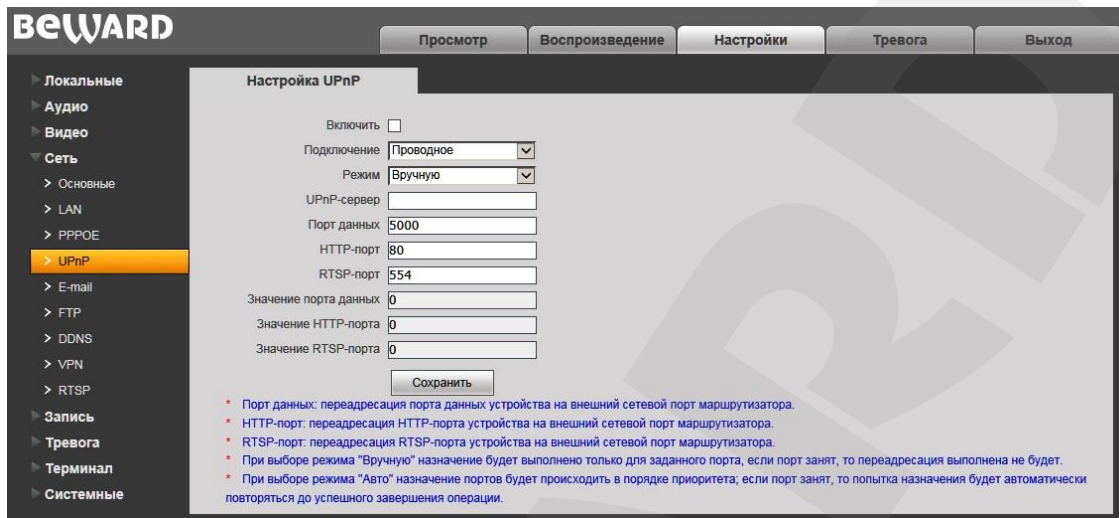 BEWARD
Просмотр
Воспроизведение
Настройки
Тревога
Выход
Локальные
Аудио
Видео
Сеть
> Основные
> LAN
> PPPOE
> UPnP
> E-mail
> FTP
> DDNS
> VPN
> RTSP
Запись
Тревога
Терминал
Системные
Настройка UPnP
Включить
Подключение Проводное
Режим Вручную
UPnP-сервер
Порт данных 5000
HTTP-порт 80
RTSP-порт 554
Значение порта данных 0
Значение HTTP-порта 0
Значение RTSP-порта 0
Сохранить
* Порт данных: переадресация порта данных устройства на внешний сетевой порт маршрутизатора.
* HTTP-порт: переадресация HTTP-порта устройства на внешний сетевой порт маршрутизатора.
* RTSP-порт: переадресация RTSP-порта устройства на внешний сетевой порт маршрутизатора.
* При выборе режима "Вручную" назначение будет выполнено только для заданного порта, если порт занят, то переадресация выполнена не будет.
* При выборе режима "Авто" назначение портов будет происходить в порядке приоритета; если порт занят, то попытка назначения будет автоматически
повторяться до успешного завершения операции.